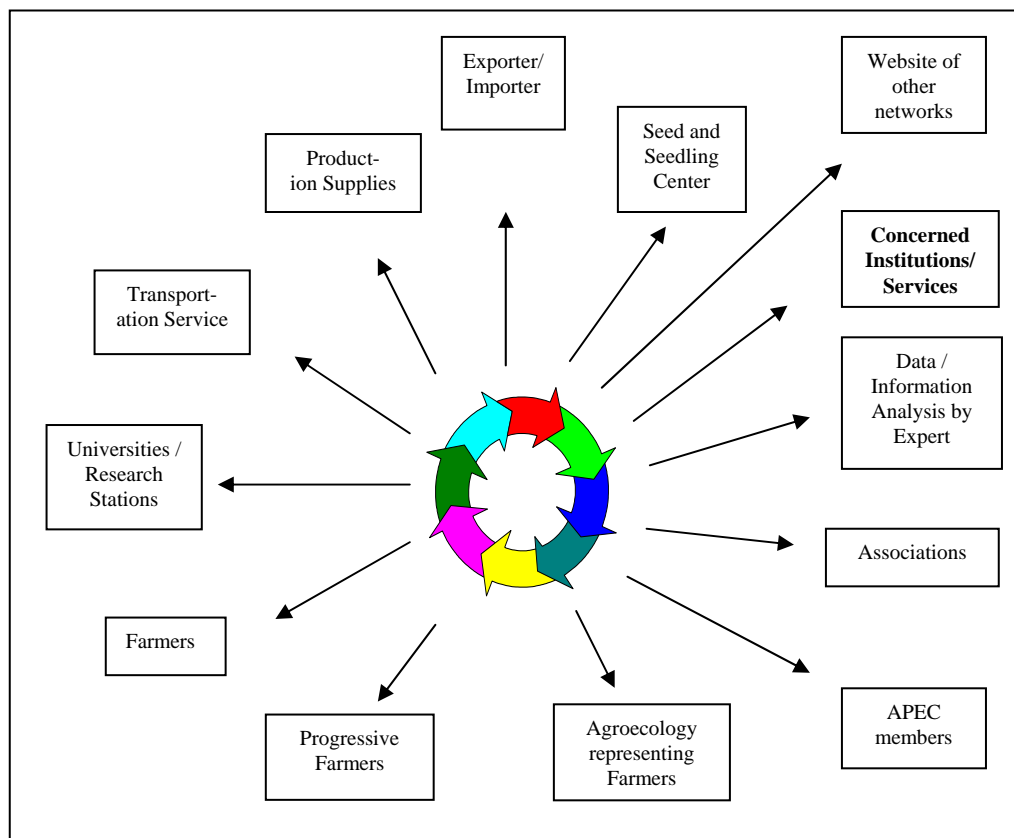 Exporter/
Importer
Website of
other
networks
Seed and
Seedling
Center
Product-
ion Supplies
Concerned
Institutions/
Services
Transport-
ation Service
Data /
Information
Analysis by
Expert
Universities /
Research
Stations
Associations
Farmers
Progressive
Farmers
Agroecology
representing
Farmers
APEC
members